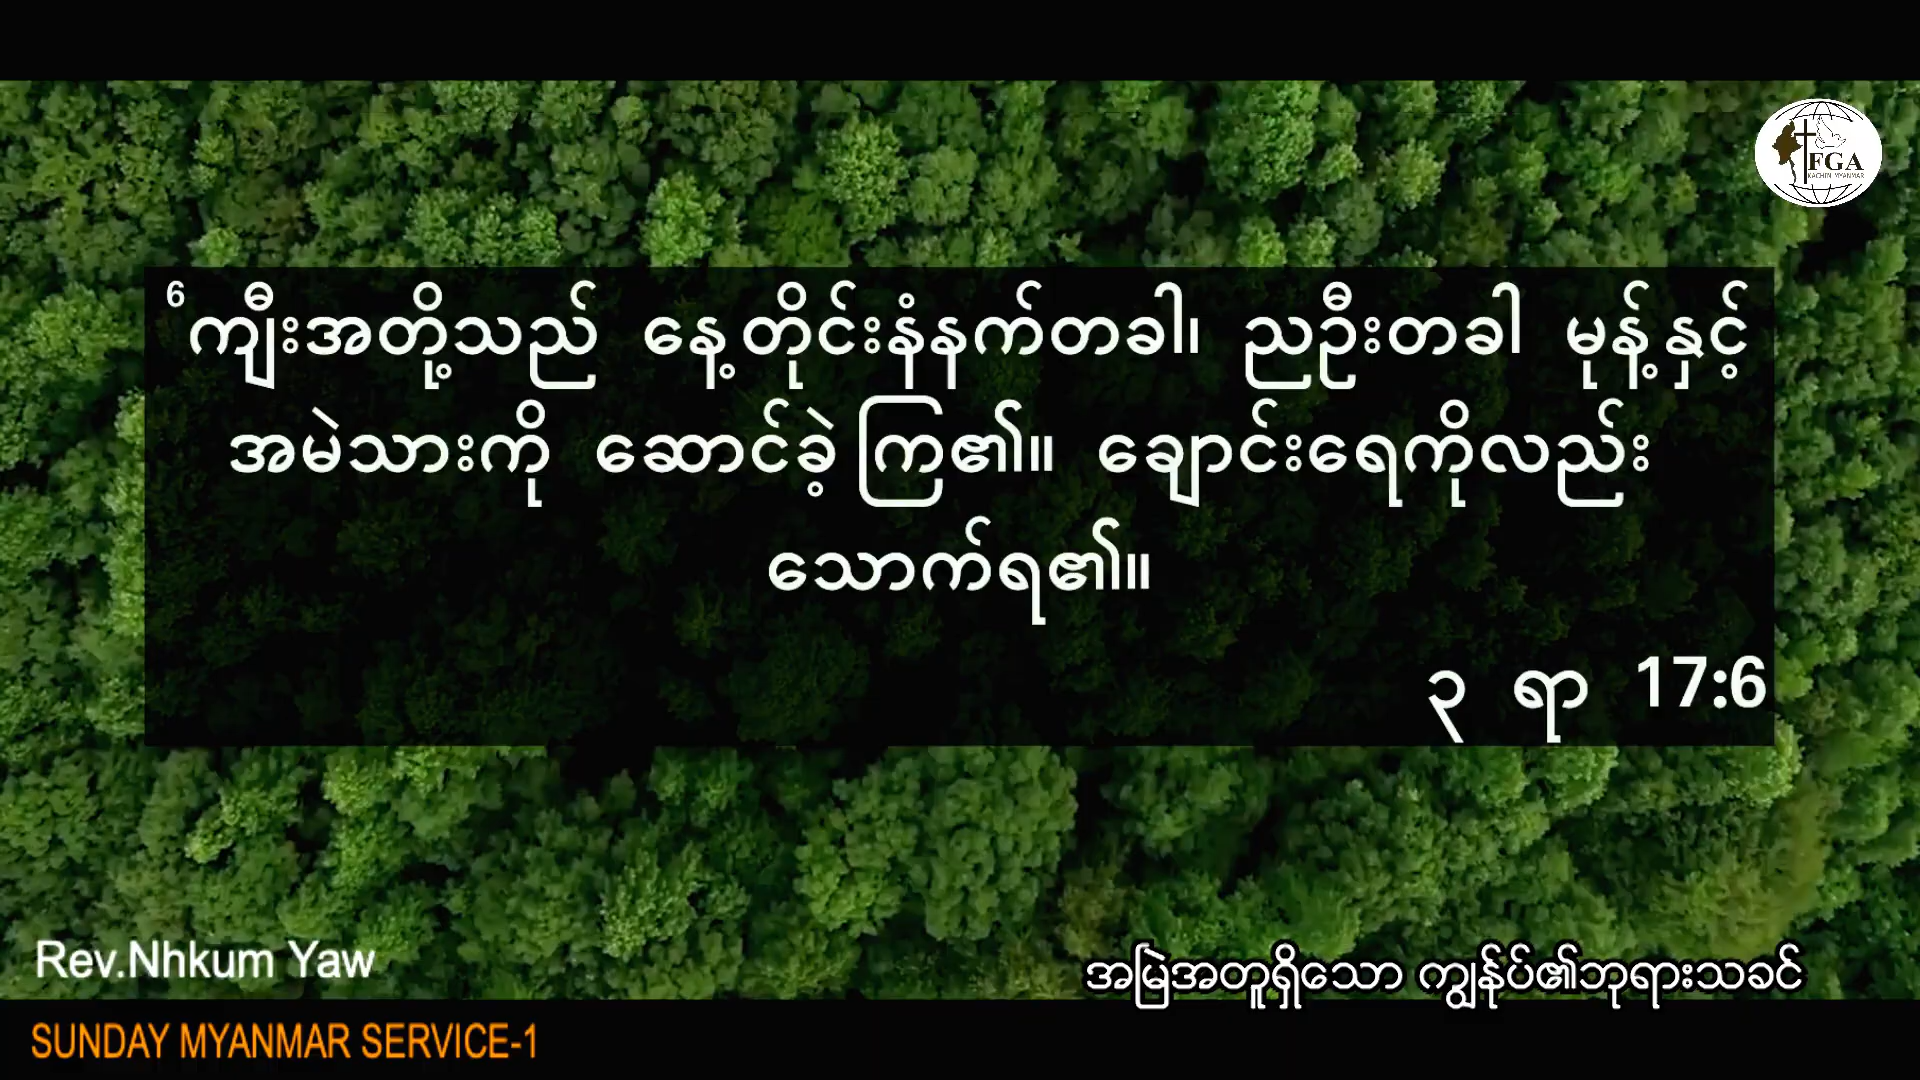 FGA
KACHIN MYANMAR
6 ကျီးအတို့သည် နေ့တိုင်းနံနက်တခါ၊ ညဦးတခါ မုန့်နှင့်
အမဲသားကို ဆောင်ခဲ့ကြ၏။ ချောင်းရေကိုလည်း
သောက်ရ၏။
၃ ရာ 17:6
Rev.Nhkum Yaw
အမြဲအတူရှိသော ကျွန်ုပ်၏ဘုရားသခင်
SUNDAY MYANMAR SERVICE-1